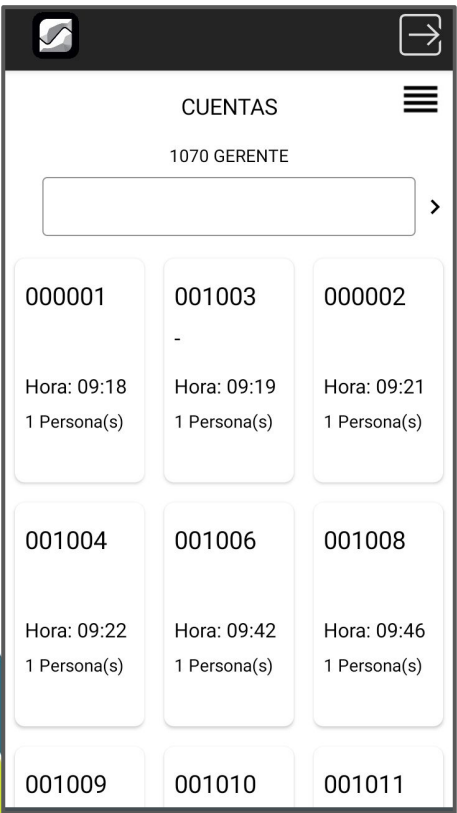 CUENTAS
1070 GERENTE
000001
001003
000002
-
Hora: 09:18
Hora: 09:19
Hora: 09:21
1 Persona(s)
1 Persona(s)
1 Persona(s)
001004
001006
001008
Hora: 09:22
Hora: 09:42
Hora: 09:46
1 Persona(s)
1 Persona(s)
1 Persona(s)
001009
001010
001011